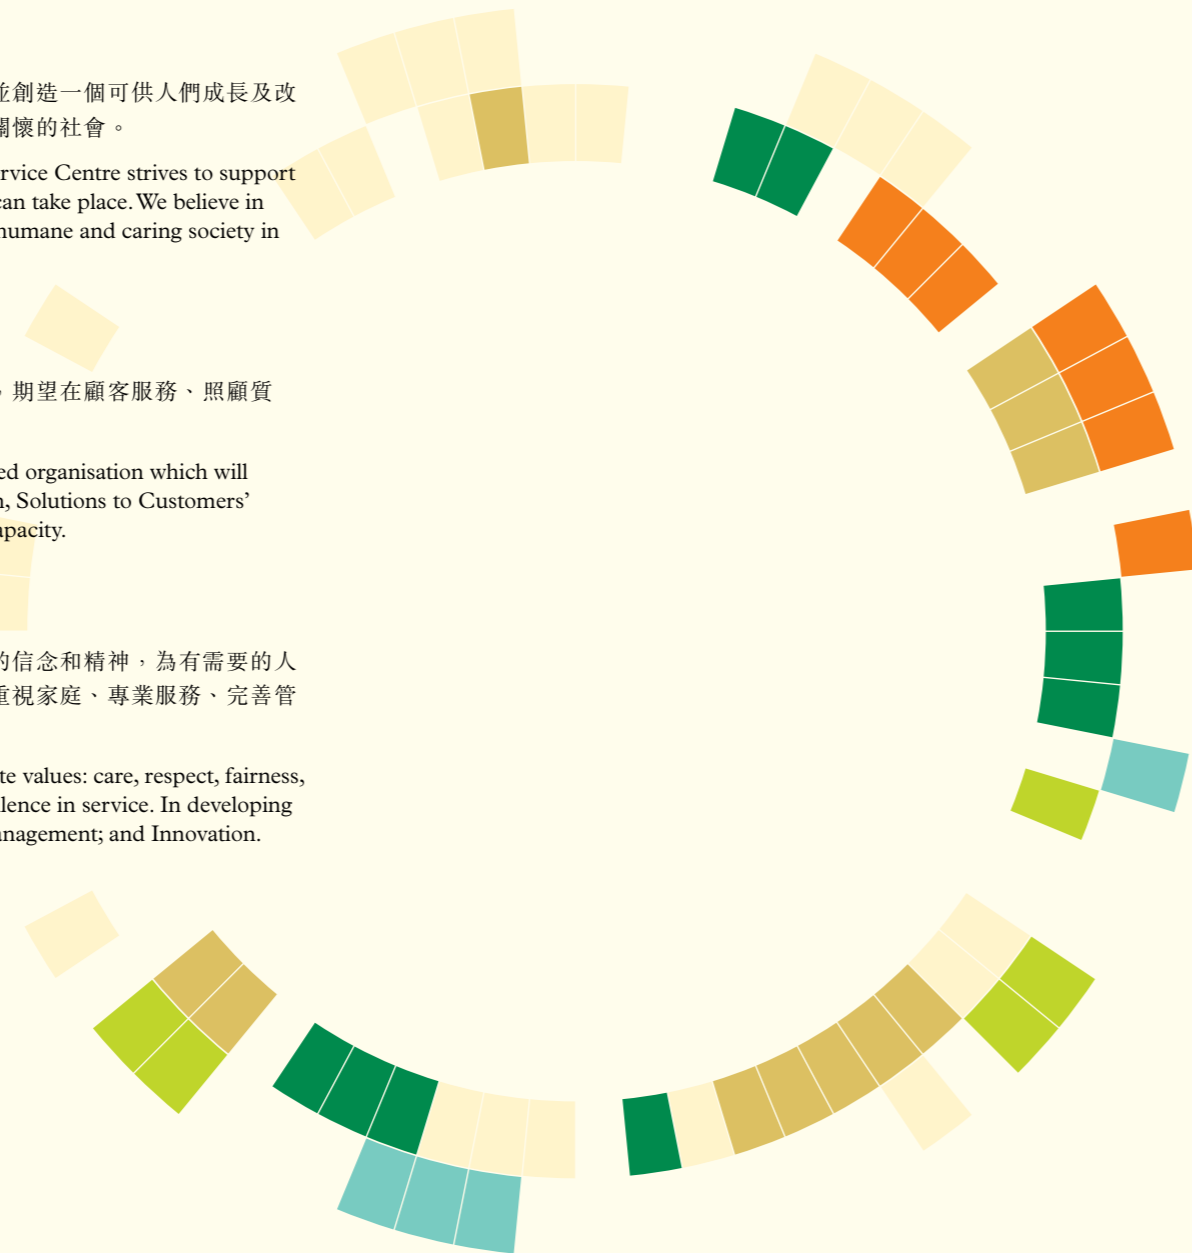 並創造一個可供人們成長及改
關懷的社會。
rvice Centre strives to support
can take place. We believe in
humane and caring society in
，期望在顧客服務、照顧質
ed organisation which will
n, Solutions to Customers’
apacity.
的信念和精神，為有需要的人
重視家庭、專業服務、完善管
te values: care, respect, fairness,
llence in service. In developing
anagement; and Innovation.